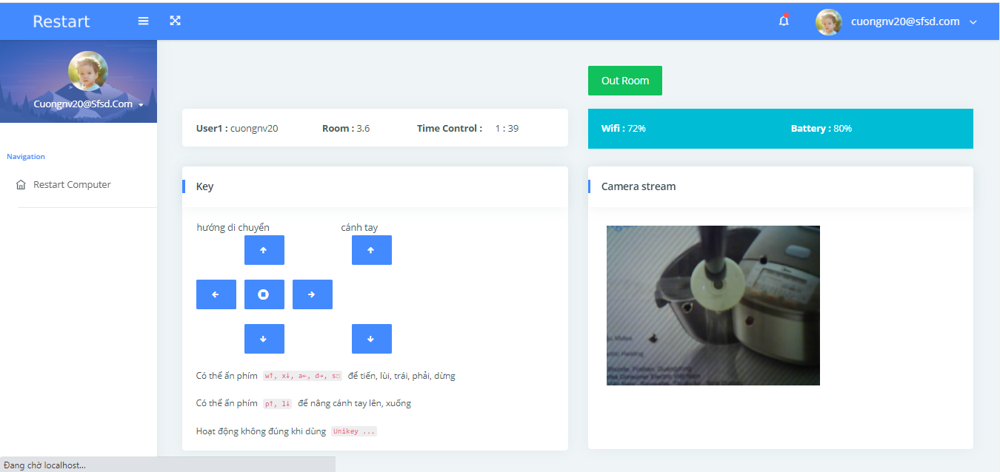 Restart
cuongnv20@sfsd.com
Cuongnv20@Sfsd.Com
Navigation
Restart Computer
Out Room
User1 : cuongnv20 Room : 3.6 Time Control : 1 : 39
Wifi : 72% Battery : 80%
Key
hướng di chuyển cánh tay
Có thể ấn phím w↑, x↓, a←, d→, s□ để tiến, lùi, trái, phải, dừng
Có thể ấn phím p↑, l↓ để nâng cánh tay lên, xuống
Hoạt động không đúng khi dùng Unikey ...
Camera stream
Đang chờ localhost...